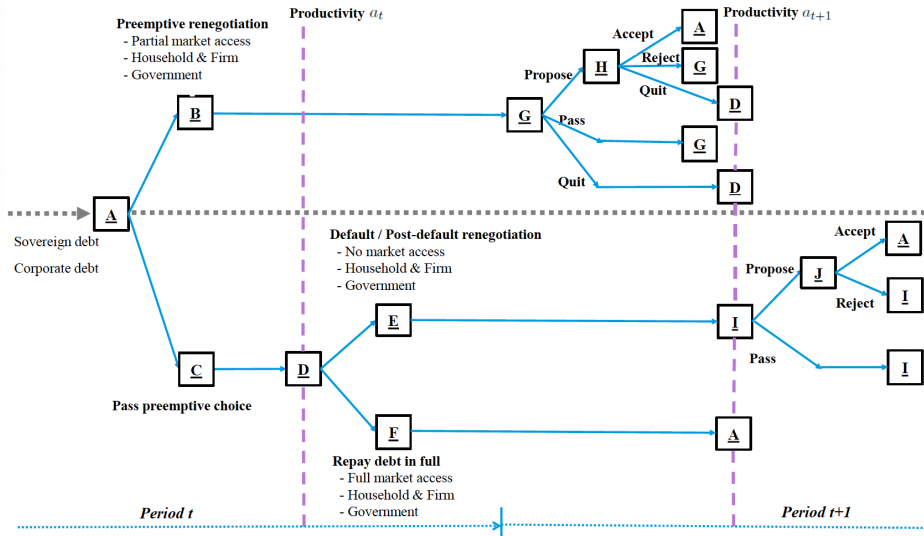 Preemptive renegotiation
- Partial market access
- Household & Firm
- Government
Productivity a_t
Productivity a_{t+1}
Accept
A
Reject
G
Propose
H
Quit
D
B
G
Pass
G
Quit
D
A
Sovereign debt
Corporate debt
Default / Post-default renegotiation
- No market access
- Household & Firm
- Government
Accept
A
Propose
J
Reject
I
E
I
Pass
I
C
D
Pass preemptive choice
F
A
Repay debt in full
- Full market access
- Household & Firm
- Government
Period t
Period t+1